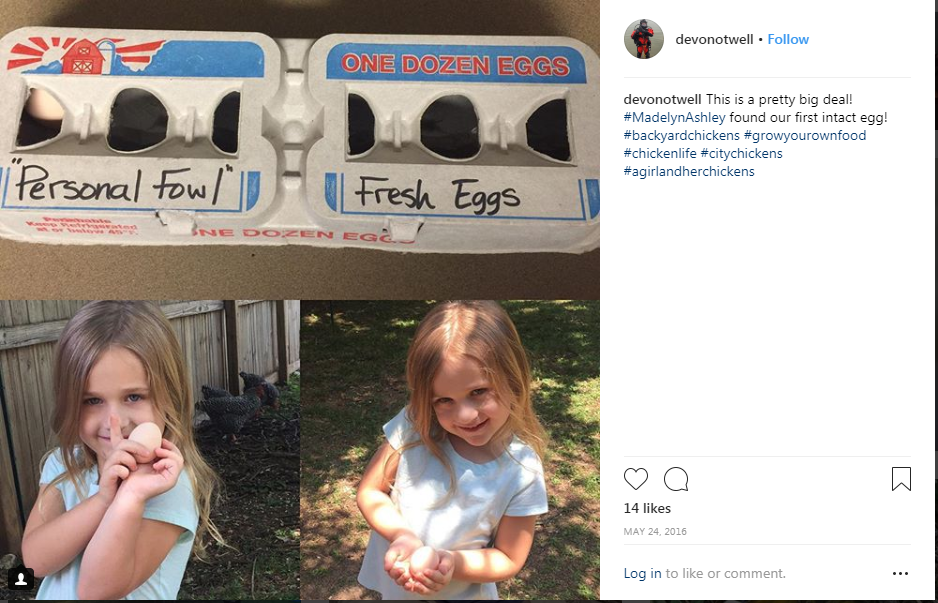 ONE DOZEN EGGS
"Personal Fowl"
Fresh Eggs
Perishable
Keep Refrigerated
at or below 45°F.
ONE DOZEN EGGS
devonotwell • Follow
devonotwell This is a pretty big deal!
#MadelynAshley found our first intact egg!
#backyardchickens #growyourownfood
#chickenlife #citychickens
#agirlandherchickens
14 likes
MAY 24, 2016
Log in to like or comment.